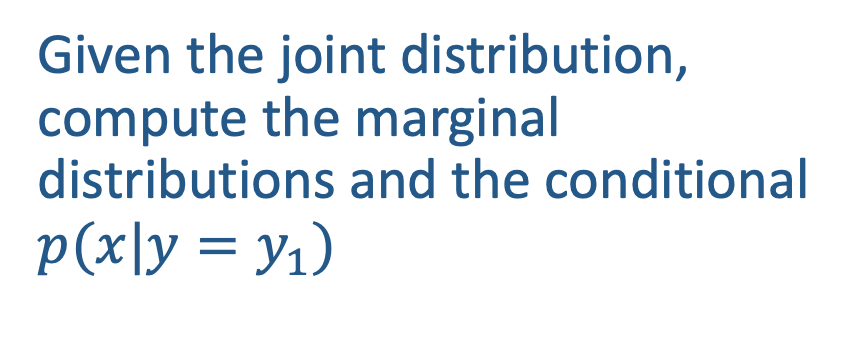 Given the joint distribution,
compute the marginal
distributions and the conditional
𝑝(𝑥|𝑦 = 𝑦₁)